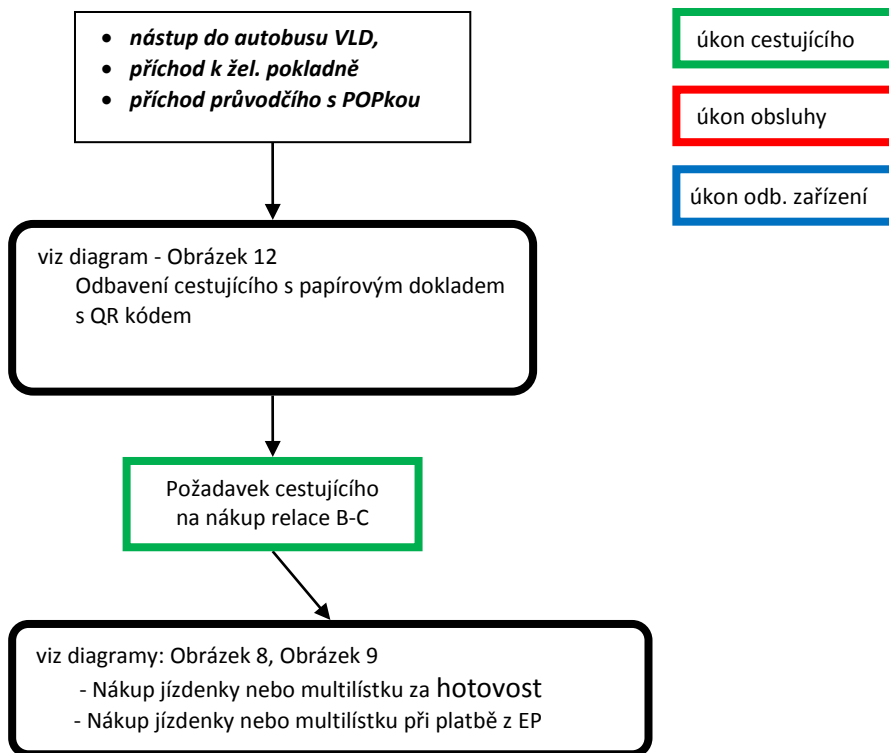 • nástup do autobusu VLD,
• příchod k žel. pokladně
• příchod průvodčího s POPkou
úkon cestujícího
úkon obsluhy
úkon odb. zařízení
viz diagram - Obrázek 12
Odbavení cestujícího s papírovým dokladem
s QR kódem
Požadavek cestujícího
na nákup relace B-C
viz diagramy: Obrázek 8, Obrázek 9
- Nákup jízdenky nebo multilístku za hotovost
- Nákup jízdenky nebo multilístku při platbě z EP